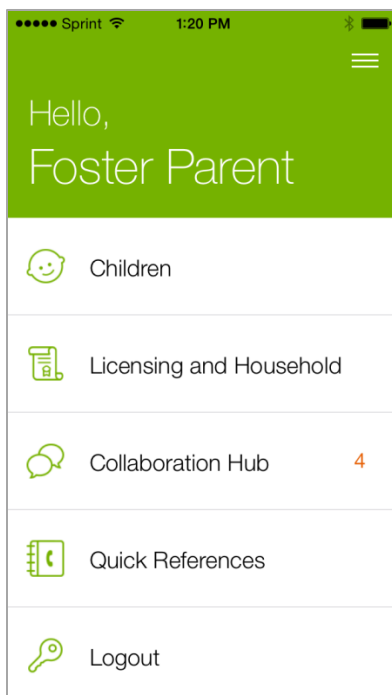 Sprint 1:20 PM
Hello,
Foster Parent
Children
Licensing and Household
Collaboration Hub 4
Quick References
Logout